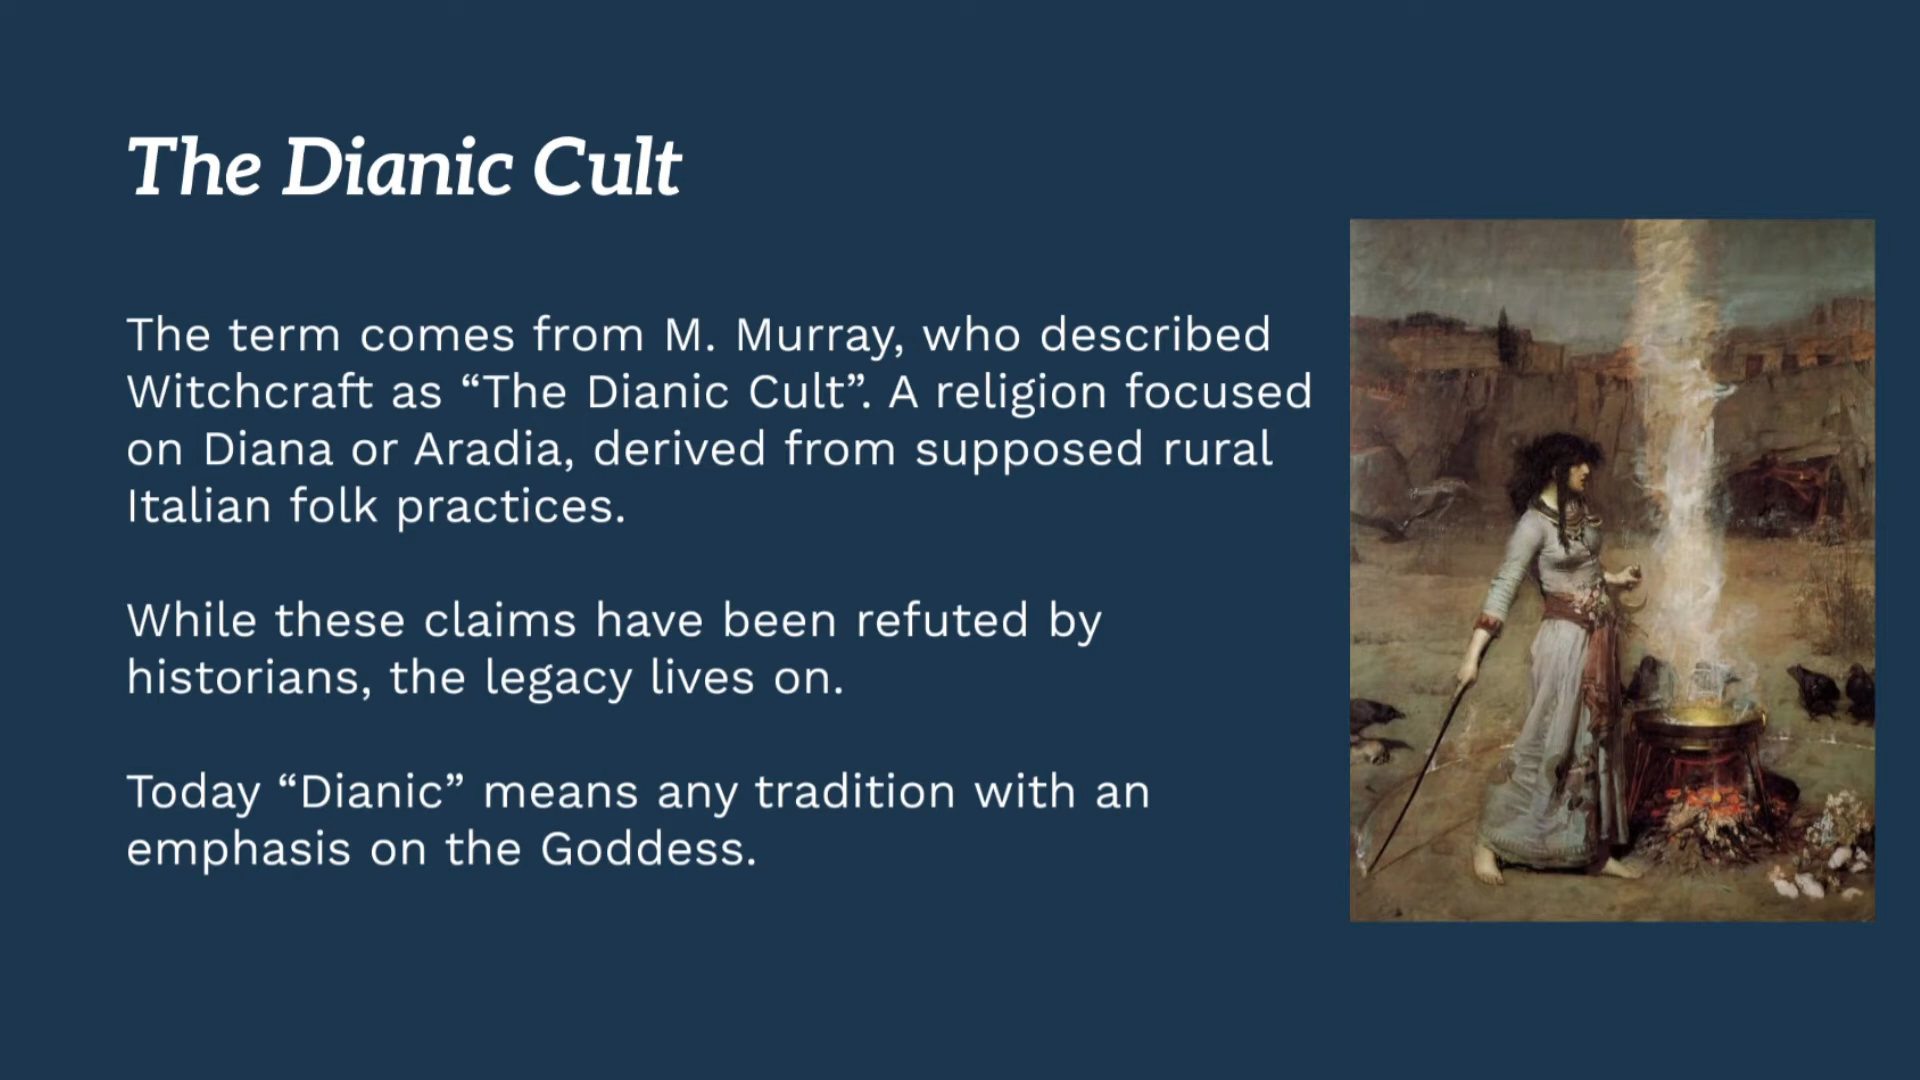 The Dianic Cult
The term comes from M. Murray, who described
Witchcraft as “The Dianic Cult”. A religion focused
on Diana or Aradia, derived from supposed rural
Italian folk practices.
While these claims have been refuted by
historians, the legacy lives on.
Today “Dianic” means any tradition with an
emphasis on the Goddess.